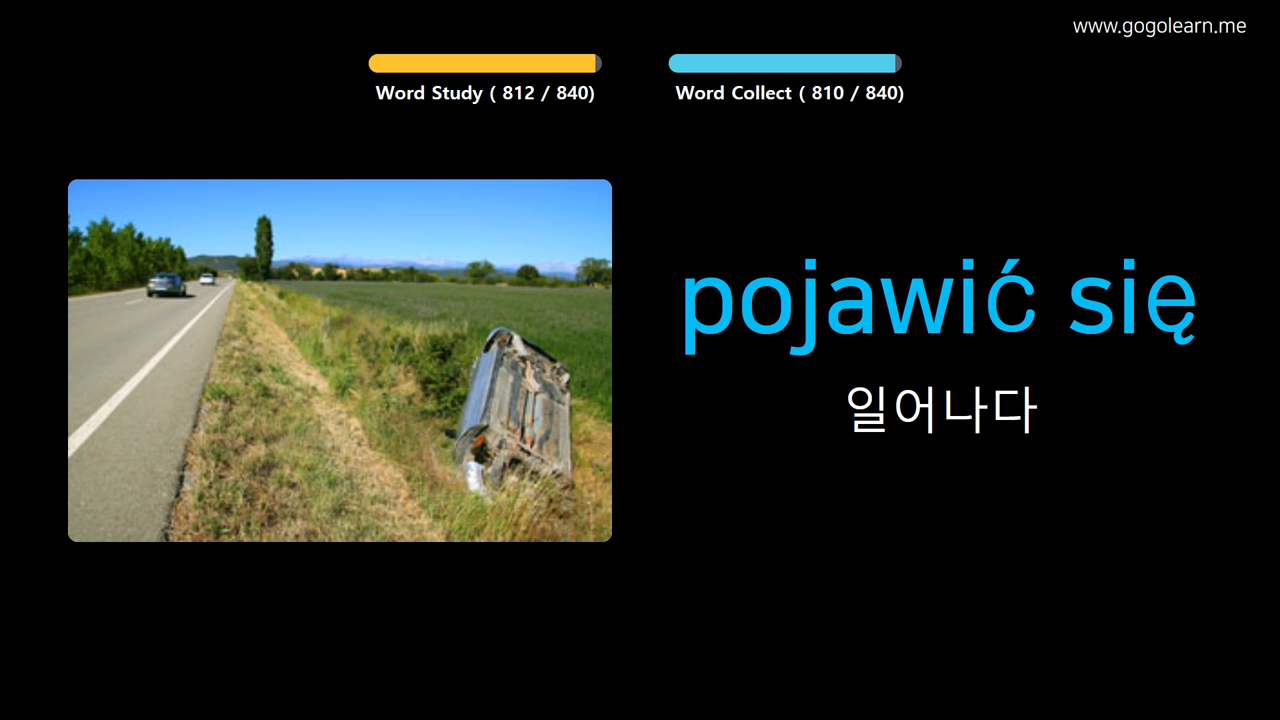 www.gogolearn.me
Word Study ( 812 / 840)
Word Collect ( 810 / 840)
pojawić się
일어나다